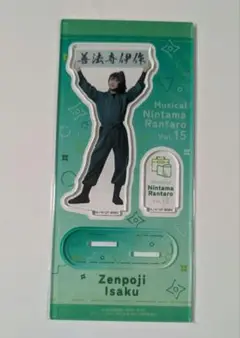 善法寺伊作
Musical
Nintama
Rantaro
Vol. 15
Nintama
Rantaro
Zenpoji
Isaku